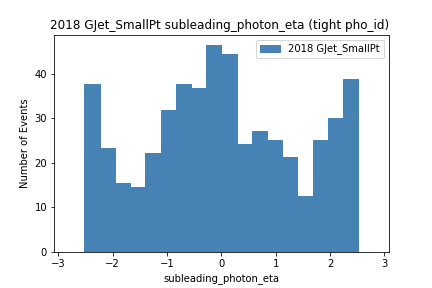 2018 GJet_SmallPt subleading_photon_eta (tight pho_id)
2018 GJet_SmallPt
Number of Events
40
30
20
10
0
−3 −2 −1 0 1 2 3
subleading_photon_eta